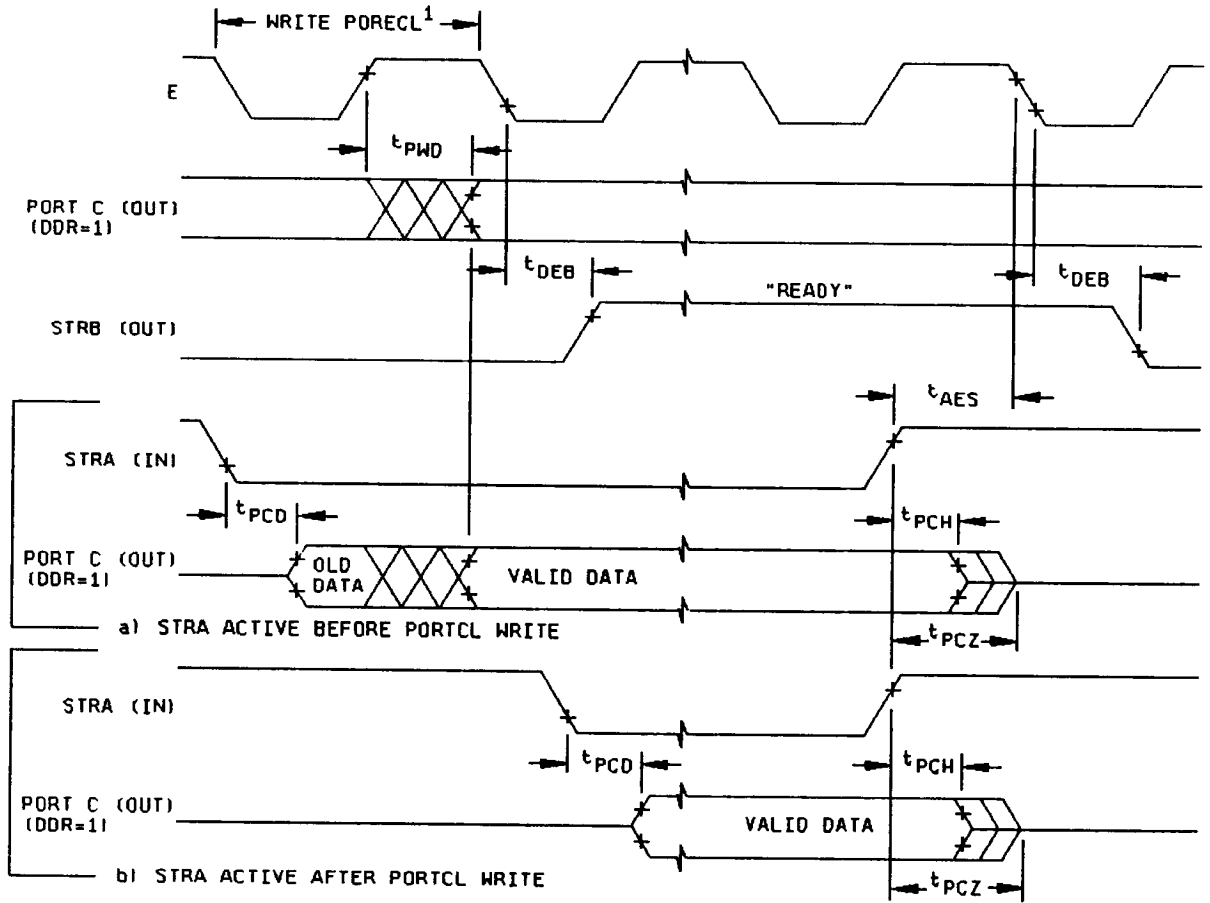 WRITE PORECL1
E
tPWD
PORT C (OUT)
(DDR=1)
tDEB
tDEB
"READY"
STRB (OUT)
tAES
STRA (IN)
tPCD
tPCH
PORT C (OUT)
(DDR=1)
OLD
DATA
VALID DATA
a) STRA ACTIVE BEFORE PORTCL WRITE
tPCZ
STRA (IN)
tPCD
tPCH
PORT C (OUT)
(DDR=1)
VALID DATA
b) STRA ACTIVE AFTER PORTCL WRITE
tPCZ